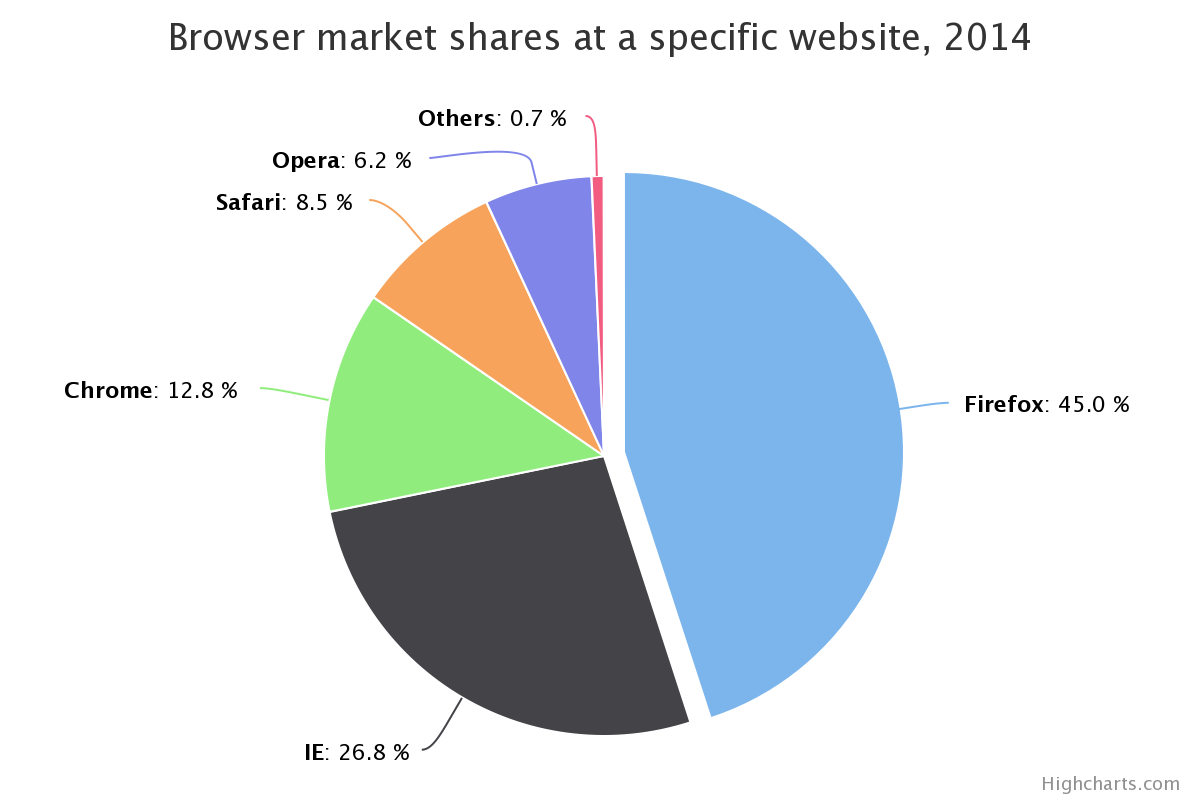 Browser market shares at a specific website, 2014
Others: 0.7 %
Opera: 6.2 %
Safari: 8.5 %
Chrome: 12.8 %
Firefox: 45.0 %
IE: 26.8 %
Highcharts.com